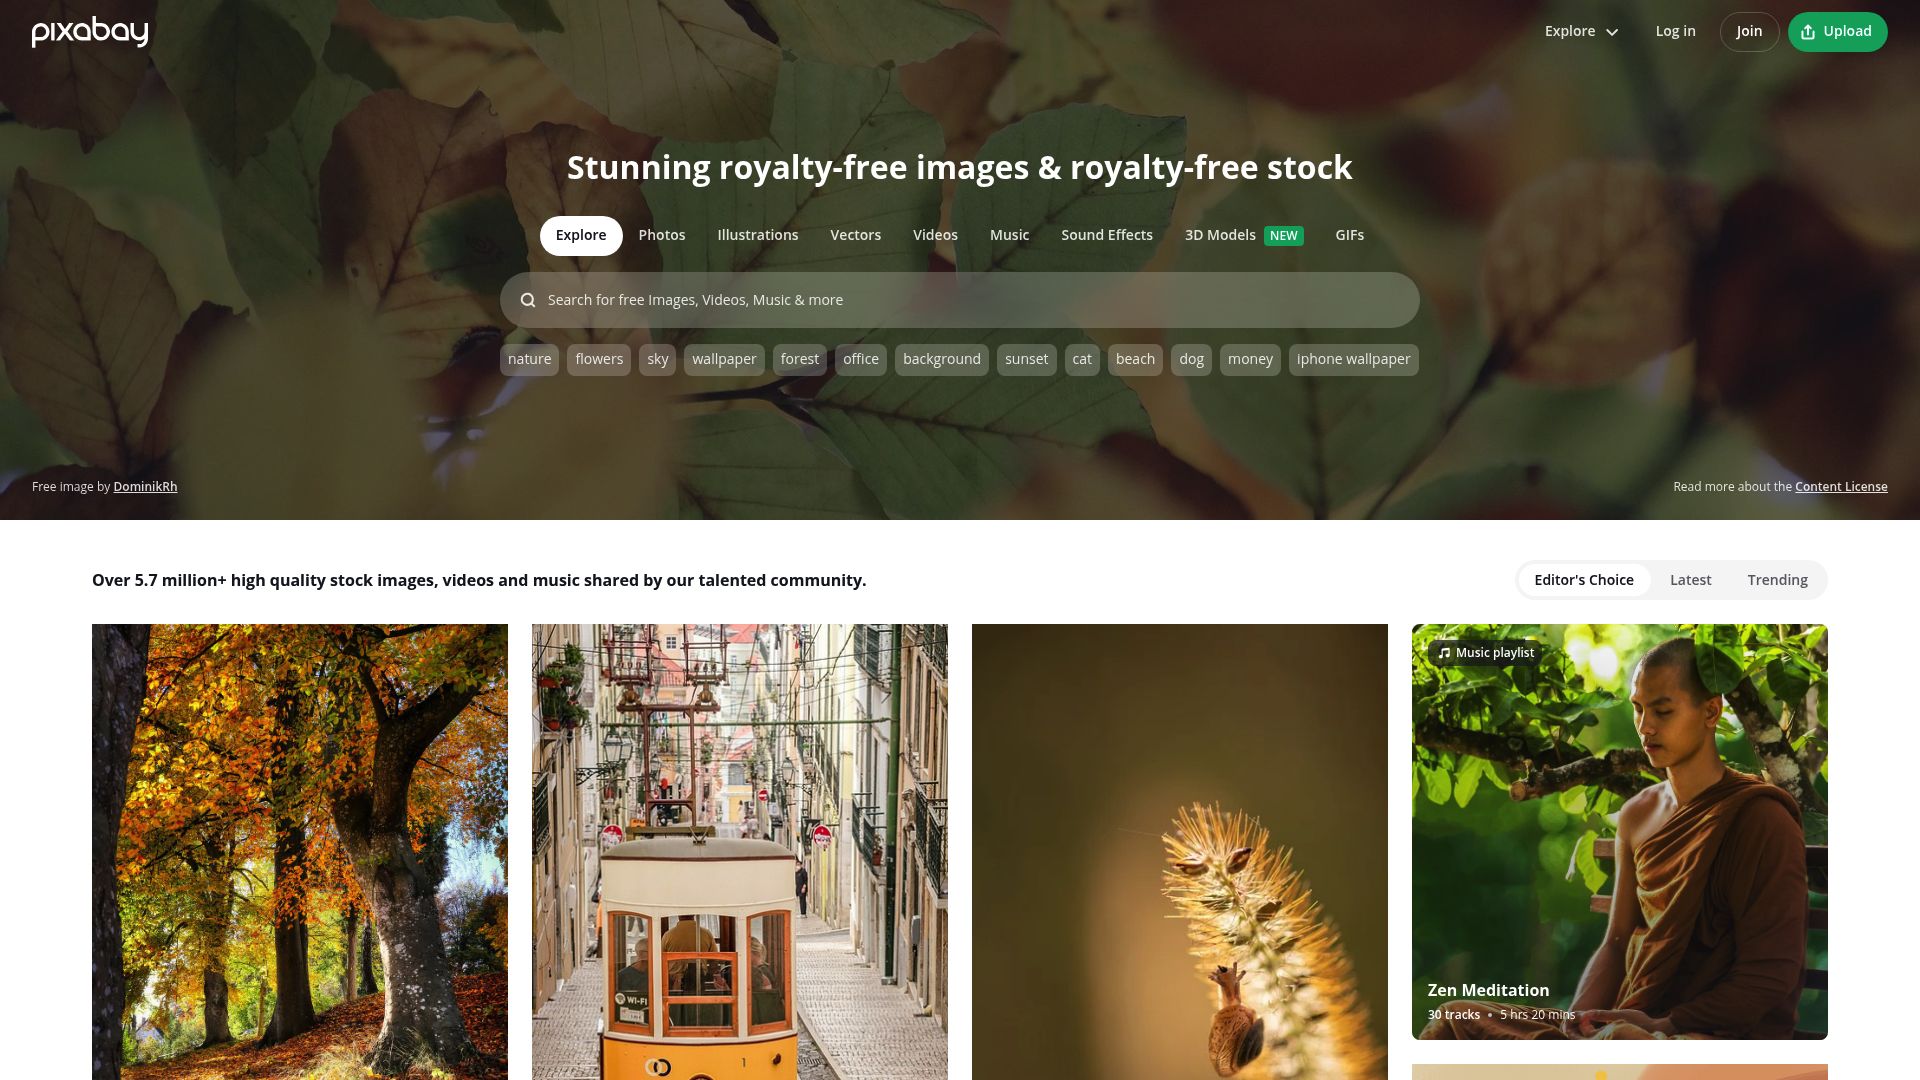 pixabay
Explore
Log in
Join
Upload
Stunning royalty-free images & royalty-free stock
Explore
Photos
Illustrations
Vectors
Videos
Music
Sound Effects
3D Models NEW
GIFs
Search for free Images, Videos, Music & more
nature
flowers
sky
wallpaper
forest
office
background
sunset
cat
beach
dog
money
iphone wallpaper
Free image by DominikRh
Read more about the Content License
Over 5.7 million+ high quality stock images, videos and music shared by our talented community.
Editor's Choice
Latest
Trending
WI-FI
1
Music playlist
Zen Meditation
30 tracks • 5 hrs 20 mins